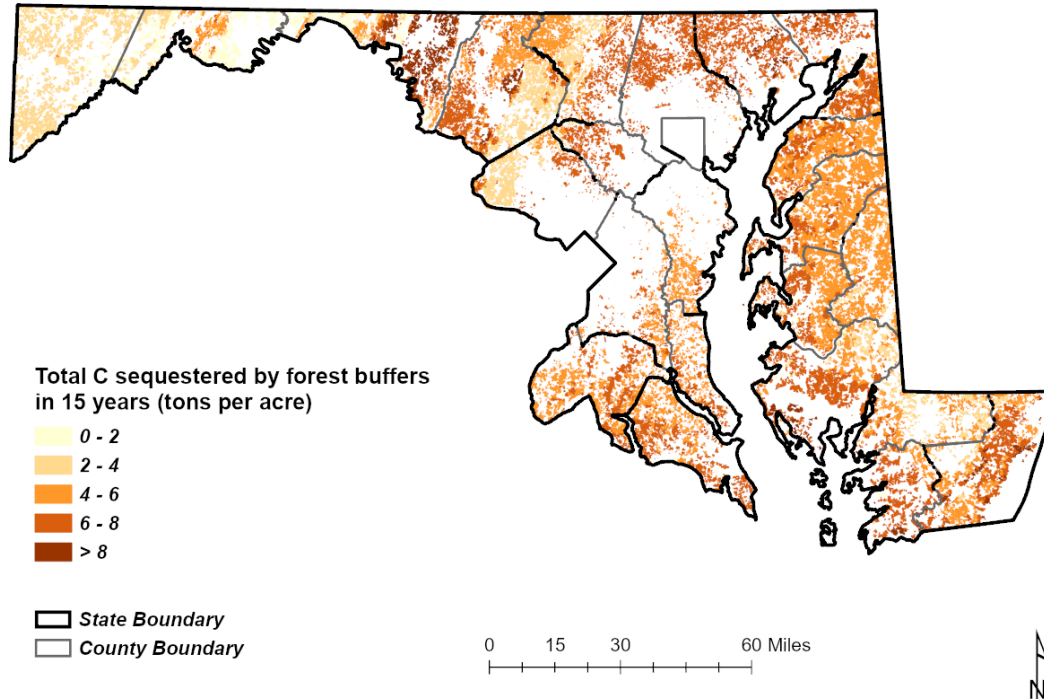 Total C sequestered by forest buffers
in 15 years (tons per acre)
0 - 2
2 - 4
4 - 6
6 - 8
> 8
State Boundary
County Boundary
0 15 30 60 Miles
N